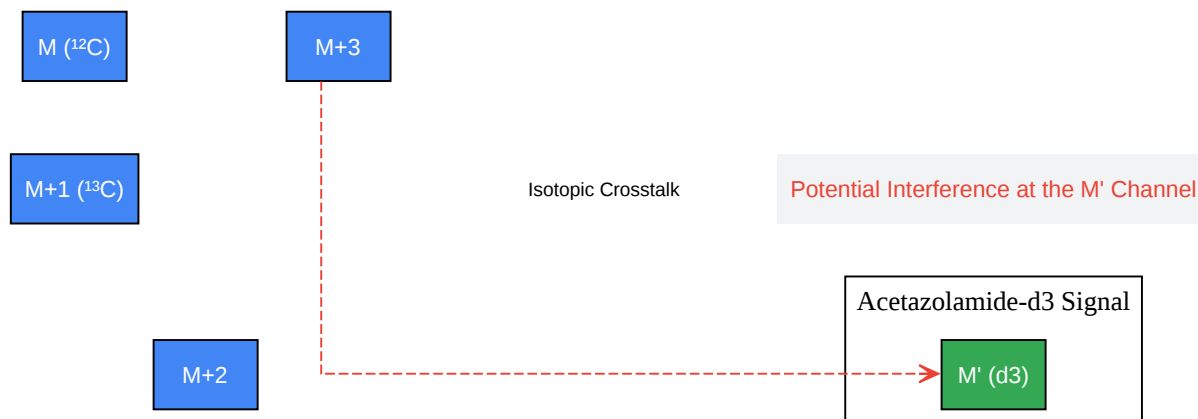 M (¹²C)
M+3
M+1 (¹³C)
Isotopic Crosstalk
Potential Interference at the M' Channel
Acetazolamide-d3 Signal
M+2
M' (d3)